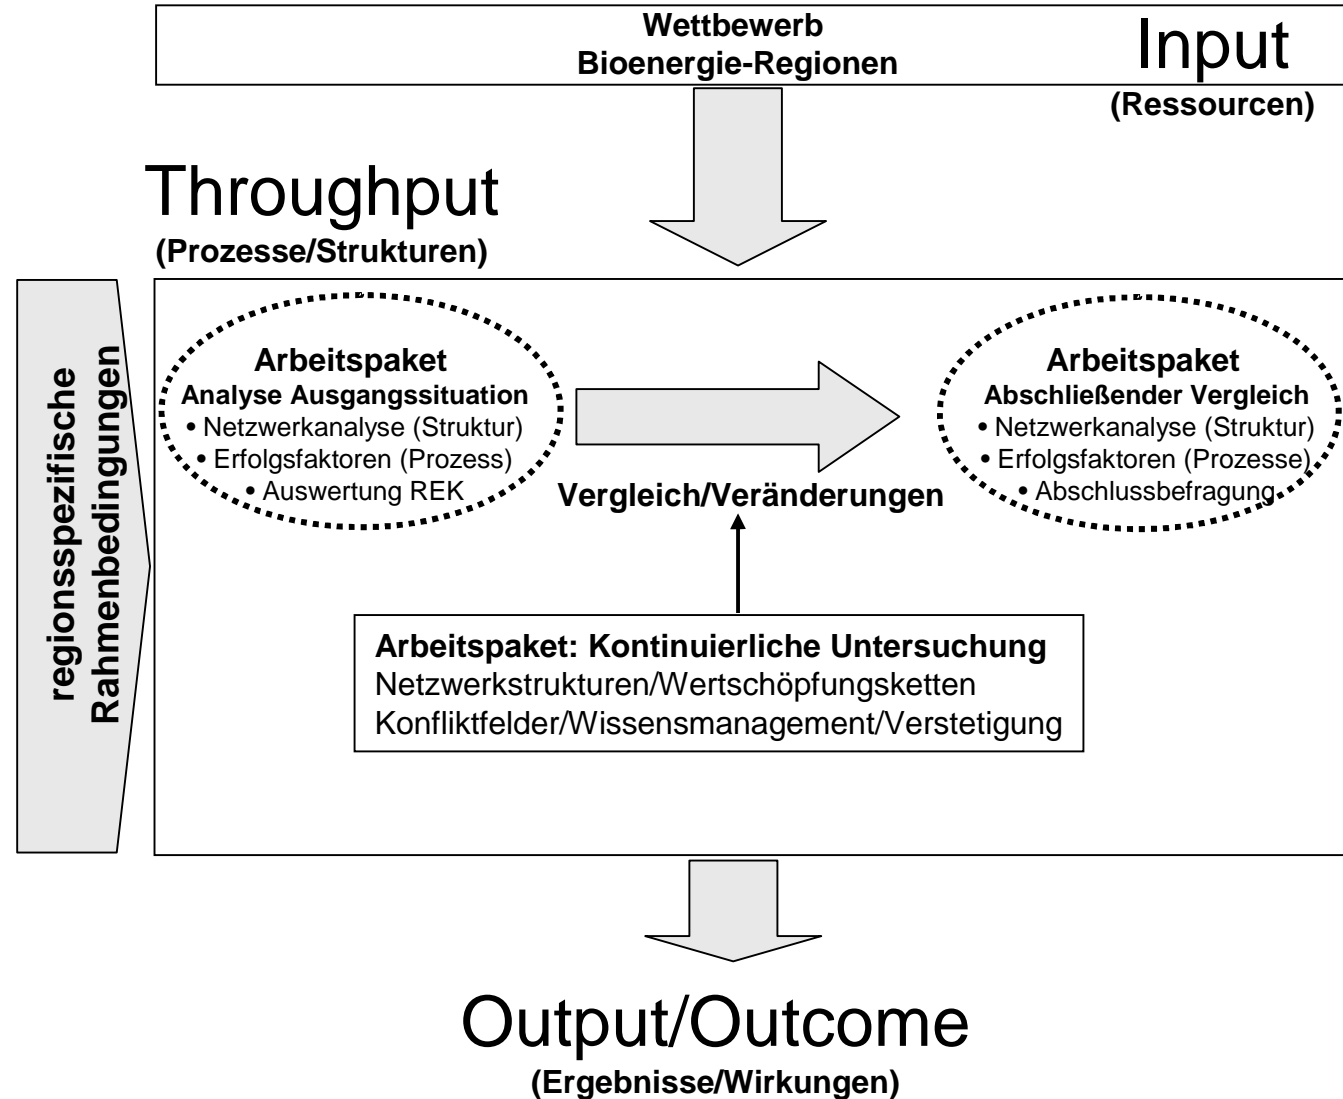 Wettbewerb
Bioenergie-Regionen
Input
(Ressourcen)
Throughput
(Prozesse/Strukturen)
regionsspezifische
Rahmenbedingungen
Arbeitspaket
Analyse Ausgangssituation
• Netzwerkanalyse (Struktur)
• Erfolgsfaktoren (Prozess)
• Auswertung REK
Vergleich/Veränderungen
Arbeitspaket
Abschließender Vergleich
• Netzwerkanalyse (Struktur)
• Erfolgsfaktoren (Prozesse)
• Abschlussbefragung
Arbeitspaket: Kontinuierliche Untersuchung
Netzwerkstrukturen/Wertschöpfungsketten
Konfliktfelder/Wissensmanagement/Verstetigung
Output/Outcome
(Ergebnisse/Wirkungen)